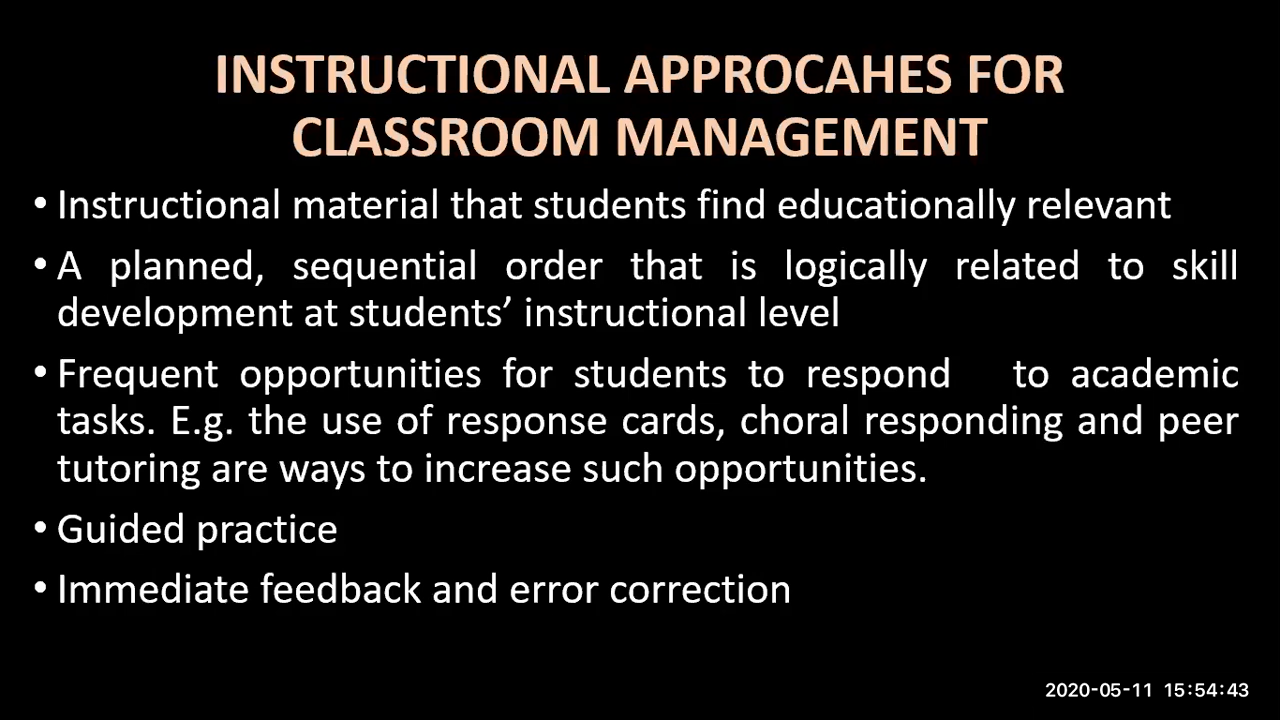 INSTRUCTIONAL APPROCAHES FOR
CLASSROOM MANAGEMENT
• Instructional material that students find educationally relevant
• A planned, sequential order that is logically related to skill
development at students’ instructional level
• Frequent opportunities for students to respond to academic
tasks. E.g. the use of response cards, choral responding and peer
tutoring are ways to increase such opportunities.
• Guided practice
• Immediate feedback and error correction
2020-05-11 15:54:43